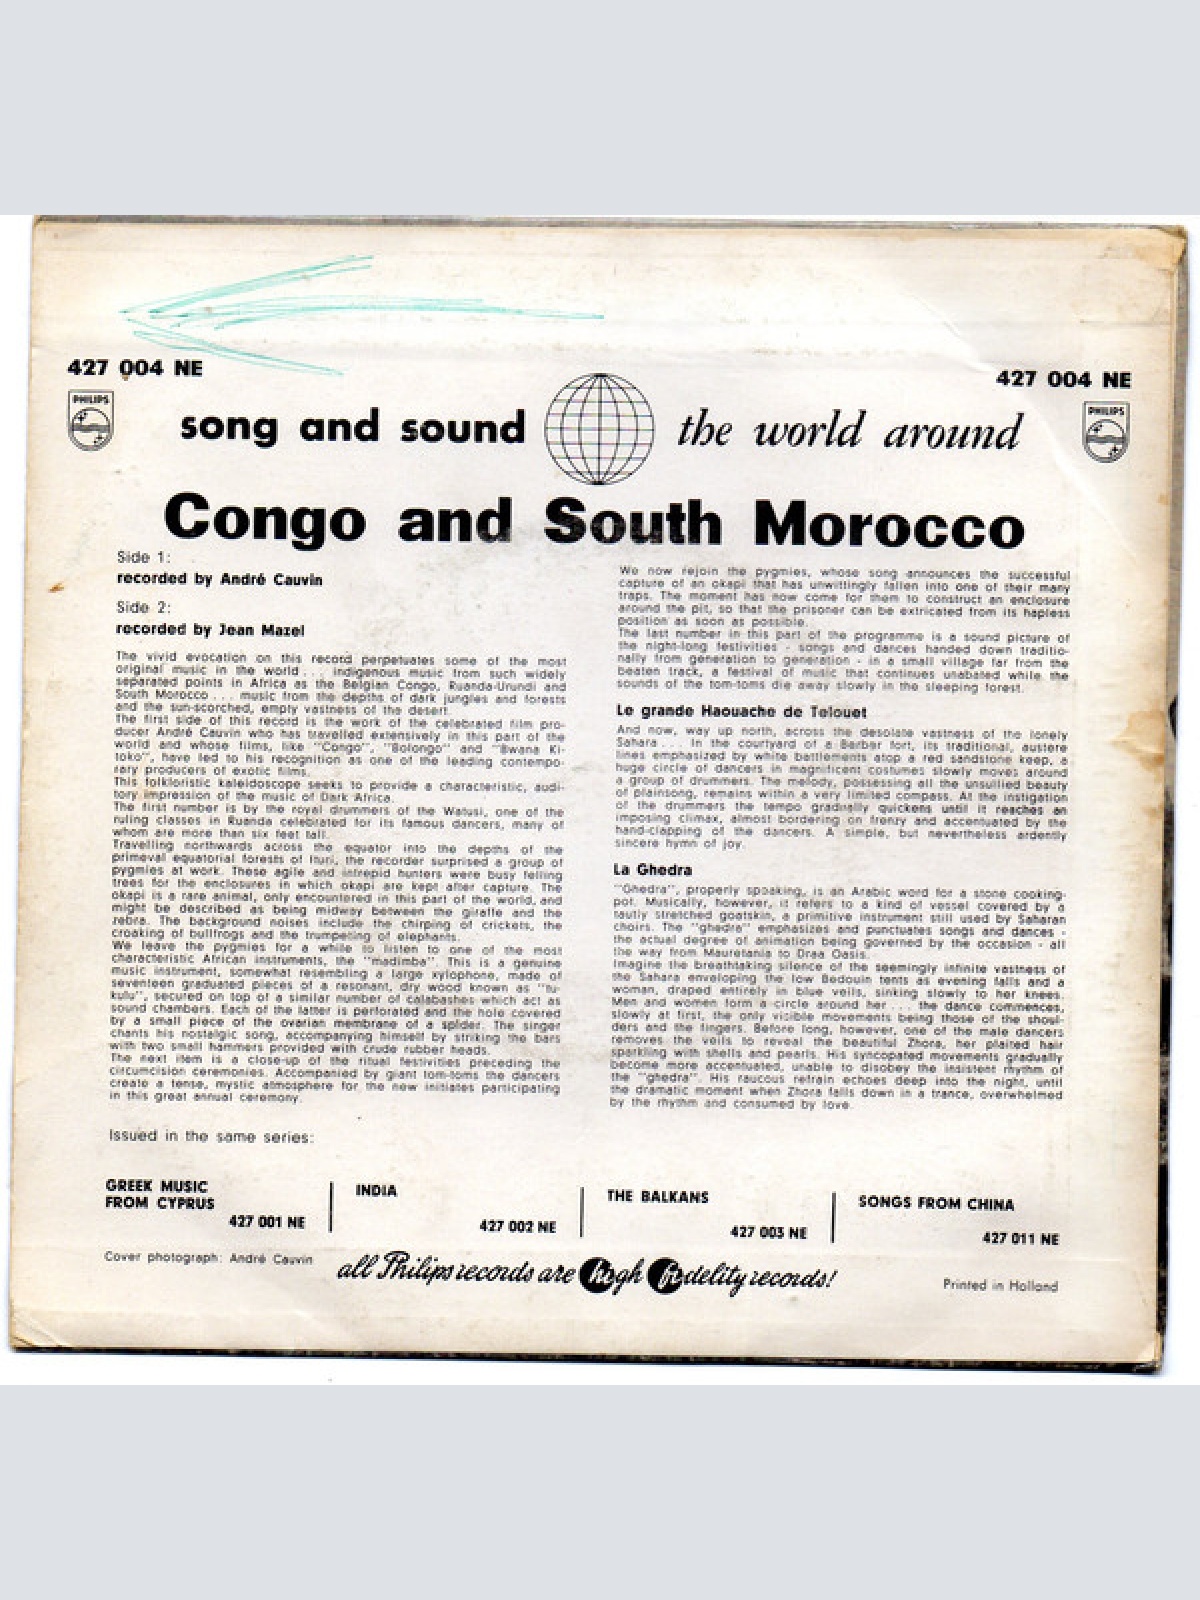 427 004 NE
427 004 NE
PHILIPS
PHILIPS
song and sound the world around
Congo and South Morocco
Side 1:
recorded by André Cauvin
Side 2:
recorded by Jean Mazel
The vivid evocation on this record perpetuates some of the most
original music in the world . . . indigenous music from such widely
separated points in Africa as the Belgian Congo, Ruanda-Urundi and
South Morocco . . . music from the depths of dark jungles and forests
and the sun-scorched, empty vastness of the desert.
The first side of this record is the work of the celebrated film pro-
ducer André Cauvin who has travelled extensively in this part of the
world and whose films, like "Congo", "Bolongo" and "Bwana Ki-
toko", have led to his recognition as one of the leading contempo-
rary producers of exotic films.
This folkloristic kaleidoscope seeks to provide a characteristic, audi-
tory impression of the music of Dark Africa.
The first number is by the royal drummers of the Watusi, one of the
ruling classes in Ruanda celebrated for its famous dancers, many of
whom are more than six feet tall.
Travelling northwards across the equator into the depths of the
primeval equatorial forests of Ituri, the recorder surprised a group of
pygmies at work. These agile and intrepid hunters were busy felling
trees for the enclosures in which okapi are kept after capture. The
okapi is a rare animal, only encountered in this part of the world, and
might be described as being midway between the giraffe and the
zebra. The background noises include the chirping of crickets, the
croaking of bullfrogs and the trumpeting of elephants.
We leave the pygmies for a while to listen to one of the most
characteristic African instruments, the "madimba". This is a genuine
music instrument, somewhat resembling a large xylophone, made of
seventeen graduated pieces of a resonant, dry wood known as "tu-
kulu", secured on top of a similar number of calabashes which act as
sound chambers. Each of the latter is perforated and the hole covered
by a small piece of the ovarian membrane of a spider. The singer
chants his nostalgic song, accompanying himself by striking the bars
with two small hammers provided with crude rubber heads.
The next item is a close-up of the ritual festivities preceding the
circumcision ceremonies. Accompanied by giant tom-toms the dancers
create a tense, mystic atmosphere for the new initiates participating
in this great annual ceremony.
We now rejoin the pygmies, whose song announces the successful
capture of an okapi that has unwittingly fallen into one of their many
traps. The moment has now come for them to construct an enclosure
around the pit, so that the prisoner can be extricated from its hapless
position as soon as possible.
The last number in this part of the programme is a sound picture of
the night-long festivities - songs and dances handed down traditio-
nally from generation to generation - in a small village far from the
beaten track, a festival of music that continues unabated while the
sounds of the tom-toms die away slowly in the sleeping forest.
Le grande Haouache de Telouet
And now, way up north, across the desolate vastness of the lonely
Sahara . . . In the courtyard of a Berber fort, its traditional, austere
lines emphasized by white battlements atop a red sandstone keep, a
huge circle of dancers in magnificent costumes slowly moves around
a group of drummers. The melody, possessing all the unsullied beauty
of plainsong, remains within a very limited compass. At the instigation
of the drummers the tempo gradually quickens until it reaches an
imposing climax, almost bordering on frenzy and accentuated by the
hand-clapping of the dancers. A simple, but nevertheless ardently
sincere hymn of joy.
La Ghedra
"Ghedra", properly speaking, is an Arabic word for a stone cooking-
pot. Musically, however, it refers to a kind of vessel covered by a
tautly stretched goatskin, a primitive instrument still used by Saharan
choirs. The "ghedra" emphasizes and punctuates songs and dances -
the actual degree of animation being governed by the occasion - all
the way from Mauretania to Draa Oasis.
Imagine the breathtaking silence of the seemingly infinite vastness of
the Sahara enveloping the low Bedouin tents as evening falls and a
woman, draped entirely in blue veils, sinking slowly to her knees.
Men and women form a circle around her . . . the dance commences,
slowly at first, the only visible movements being those of the shoul-
ders and the fingers. Before long, however, one of the male dancers
removes the veils to reveal the beautiful Zhora, her plaited hair
sparkling with shells and pearls. His syncopated movements gradually
become more accentuated, unable to disobey the insistent rhythm of
the "ghedra". His raucous refrain echoes deep into the night, until
the dramatic moment when Zhora falls down in a trance, overwhelmed
by the rhythm and consumed by love.
Issued in the same series:
GREEK MUSIC
FROM CYPRUS
427 001 NE
INDIA
427 002 NE
THE BALKANS
427 003 NE
SONGS FROM CHINA
427 011 NE
Cover photograph: André Cauvin
all Philips records are high fidelity records!
Printed in Holland